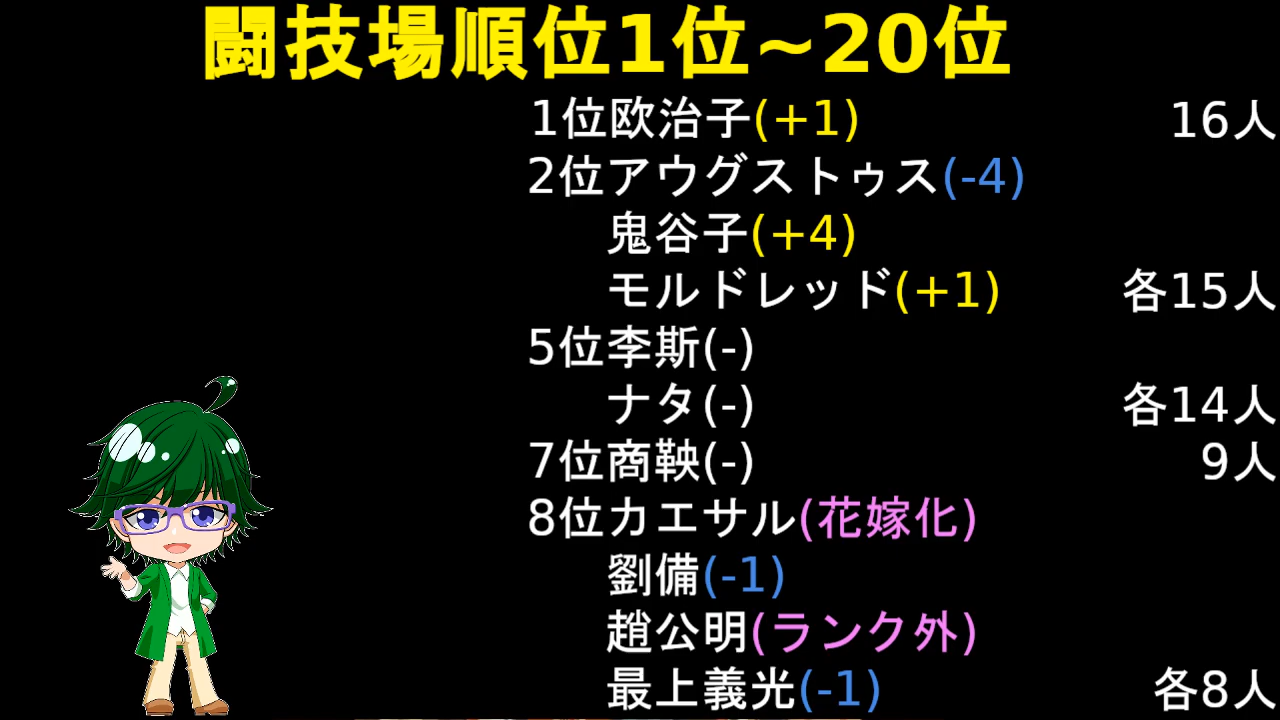 闘技場順位1位~20位
1位欧治子(+1) 16人
2位アウグストゥス(-4)
鬼谷子(+4)
モルドレッド(+1) 各15人
5位李斯(-)
ナタ(-) 各14人
7位商鞅(-) 9人
8位カエサル(花嫁化)
劉備(-1)
趙公明(ランク外)
最上義光(-1) 各8人